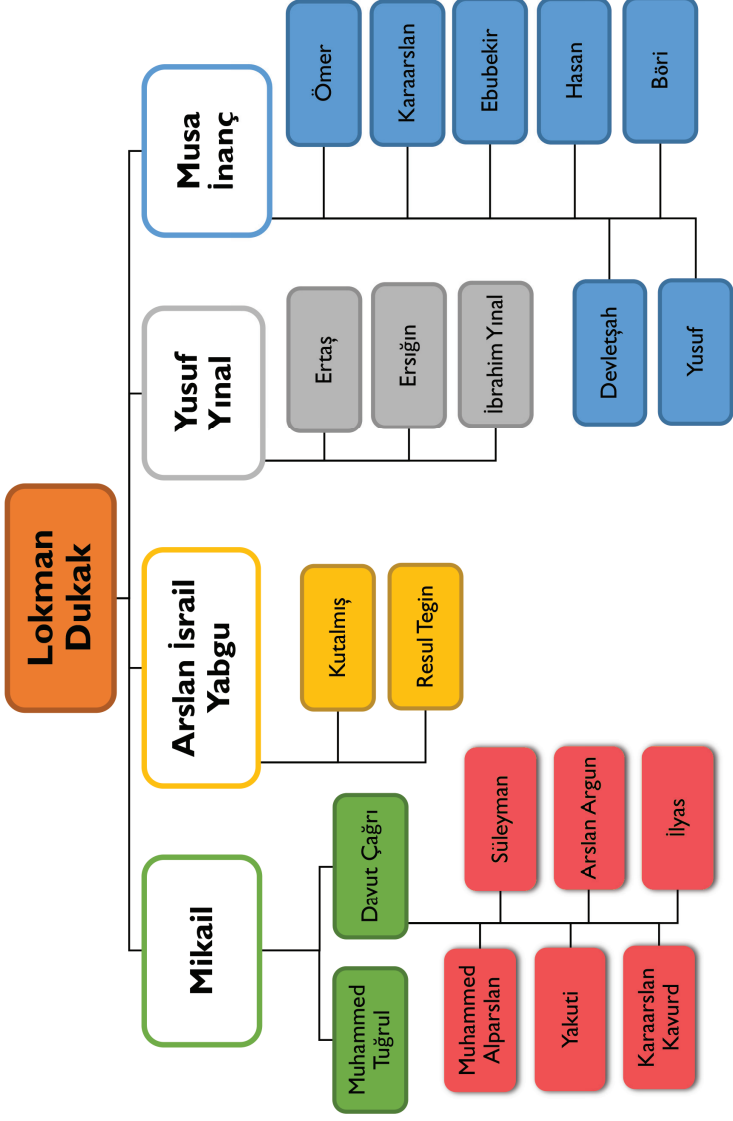 Lokman
Dukak
Mikail
Arslan İsrail
Yabgu
Yusuf
Yınal
Musa
İnanç
Muhammed
Tuğrul
Davut Çağrı
Muhammed
Alparslan
Yakuti
Karaarslan
Kavurd
Süleyman
Arslan Argun
İlyas
Kutalmış
Resul Tegin
Ertaş
Ersığın
İbrahim Yınal
Ömer
Karaarslan
Ebubekir
Hasan
Böri
Devletşah
Yusuf